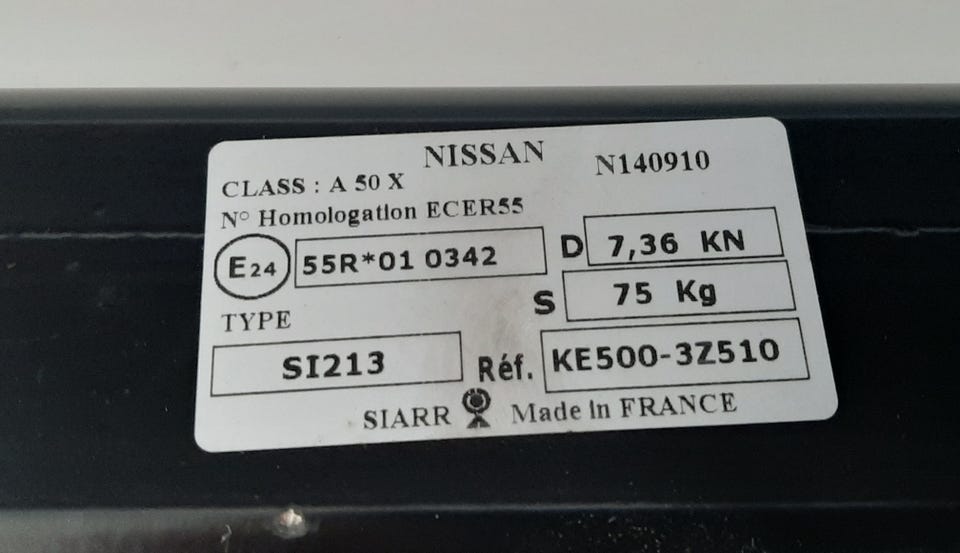 NISSAN N140910
CLASS : A 50 X
N° Homologation ECER55
E24 55R*01 0342 D 7,36 KN
S 75 Kg
TYPE
SI213 Réf. KE500-3Z510
SIARR Made in FRANCE